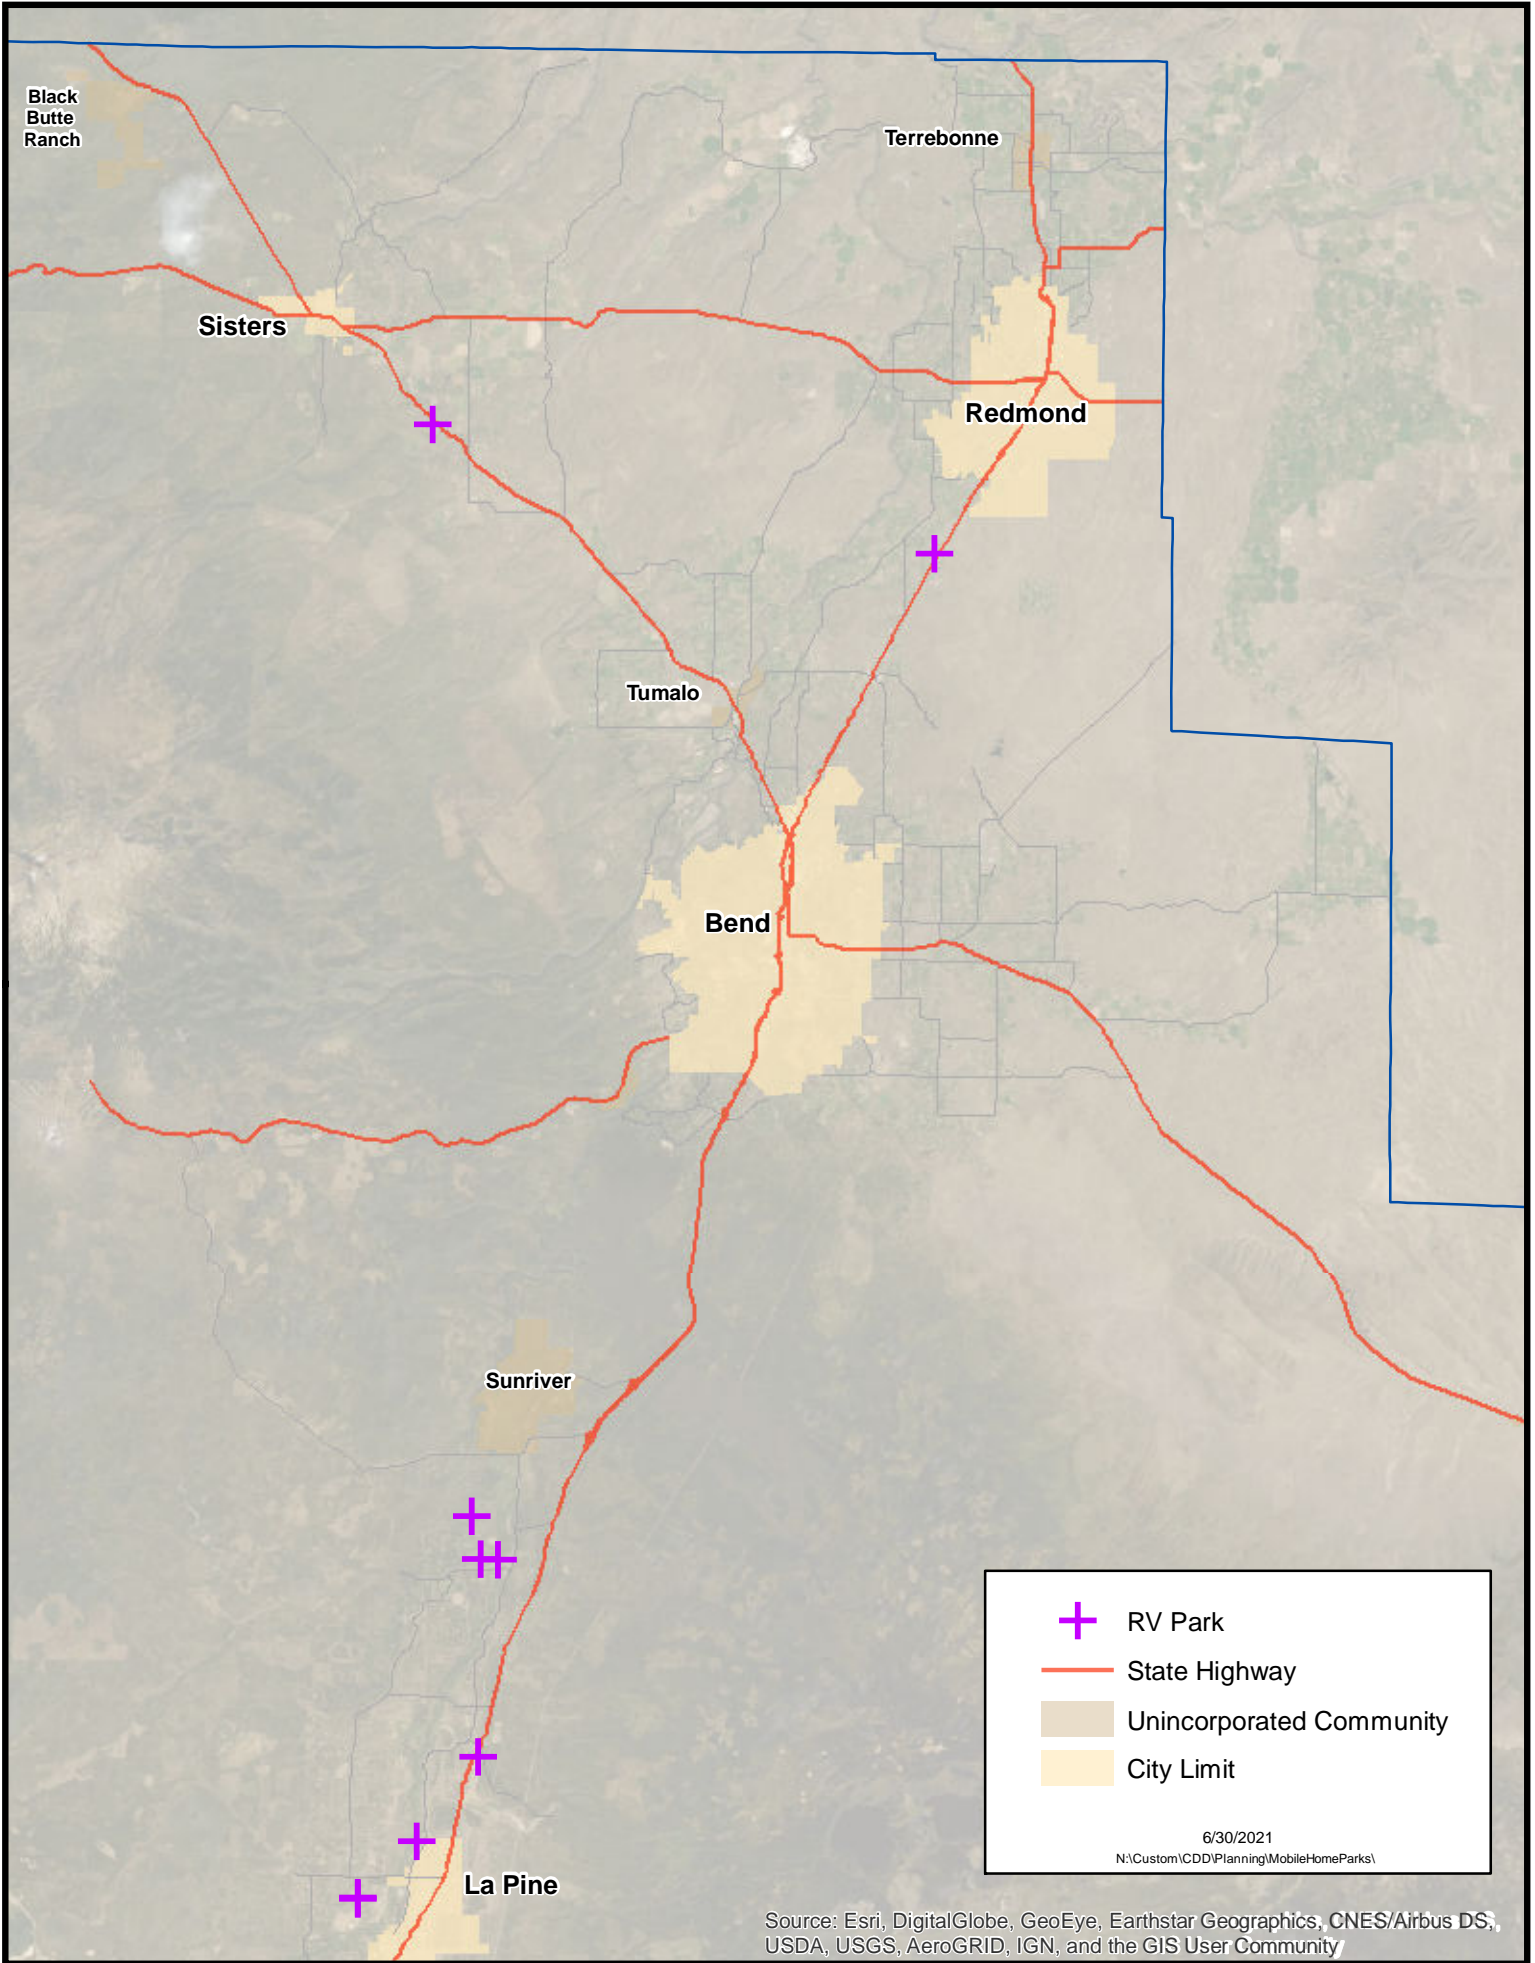 Black
Butte
Ranch
Terrebonne
Sisters
Redmond
Tumalo
Bend
Sunriver
RV Park
State Highway
Unincorporated Community
City Limit
6/30/2021
N:\Custom\CDD\Planning\MobileHomeParks\
La Pine
Source: Esri, DigitalGlobe, GeoEye, Earthstar Geographics, CNES/Airbus DS,
USDA, USGS, AeroGRID, IGN, and the GIS User Community